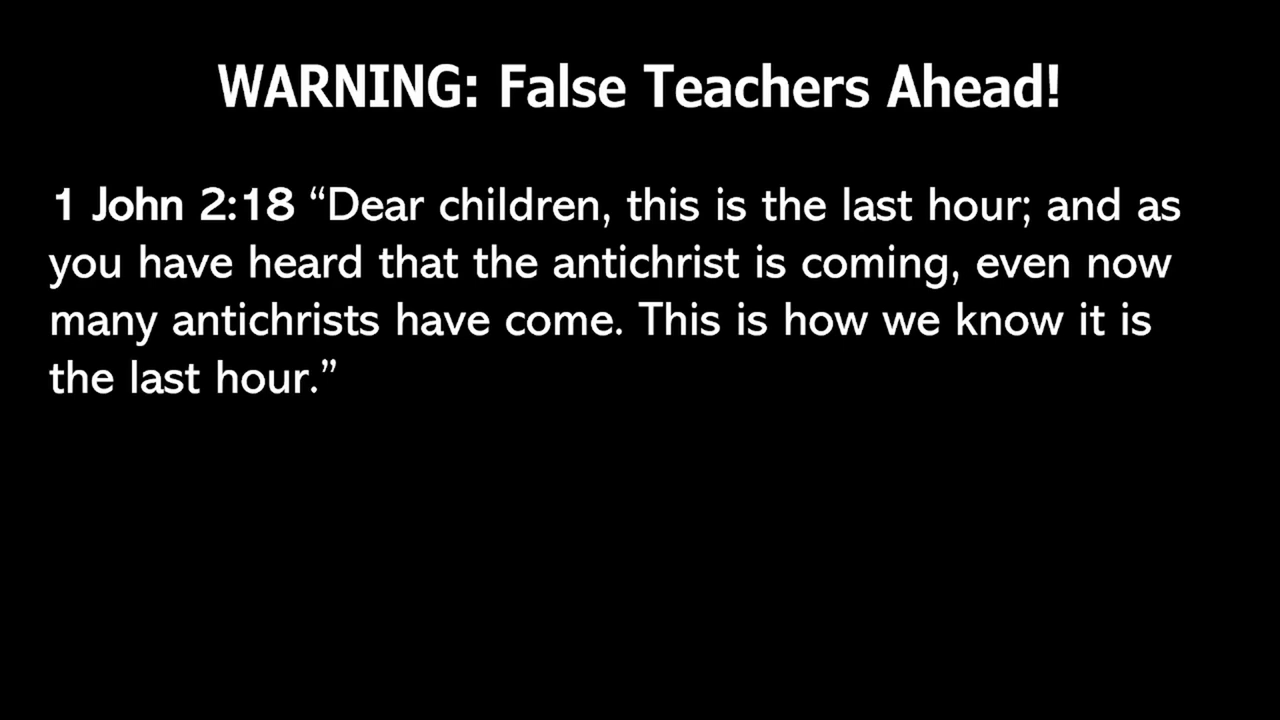 WARNING: False Teachers Ahead!
1 John 2:18 “Dear children, this is the last hour; and as
you have heard that the antichrist is coming, even now
many antichrists have come. This is how we know it is
the last hour.”